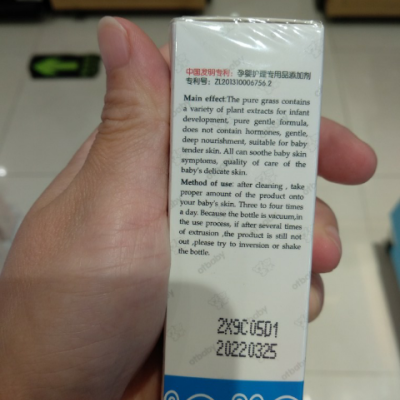 中国发明专利：孕婴护理专用品添加剂
专利号：ZL201310006756.2
Main effect:The pure grass contains
a variety of plant extracts for infant
development, pure gentle formula,
does not contain hormones, gentle,
deep nourishment, suitable for baby
tender skin. All can soothe baby skin
symptoms, quality of care of the
baby's delicate skin.
Method of use: after cleaning , take
proper amount of the product onto
your baby's skin. Three to four times
a day. Because the bottle is vacuum,in
the use process, if after several times
of extrusion ,the product is still not
out ,please try to inversion or shake
the bottle.
2X9C05D1
20220325